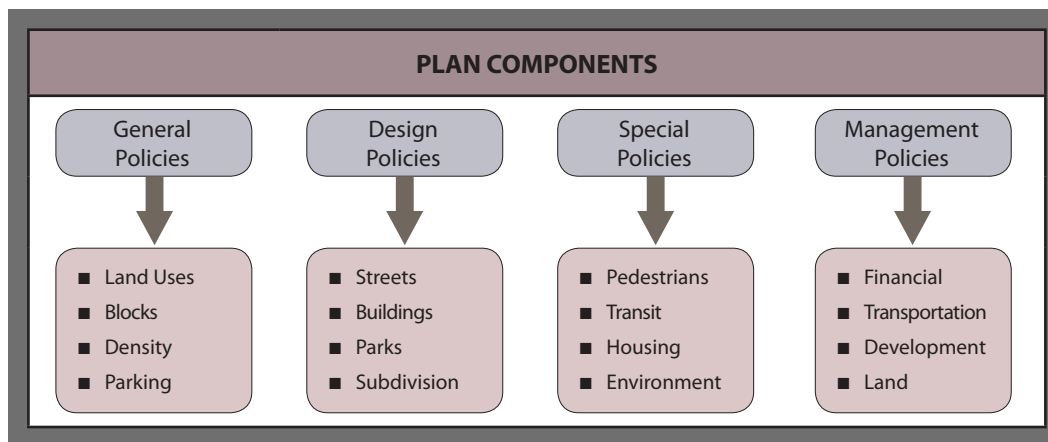 PLAN COMPONENTS
General
Policies
■ Land Uses
■ Blocks
■ Density
■ Parking
Design
Policies
■ Streets
■ Buildings
■ Parks
■ Subdivision
Special
Policies
■ Pedestrians
■ Transit
■ Housing
■ Environment
Management
Policies
■ Financial
■ Transportation
■ Development
■ Land